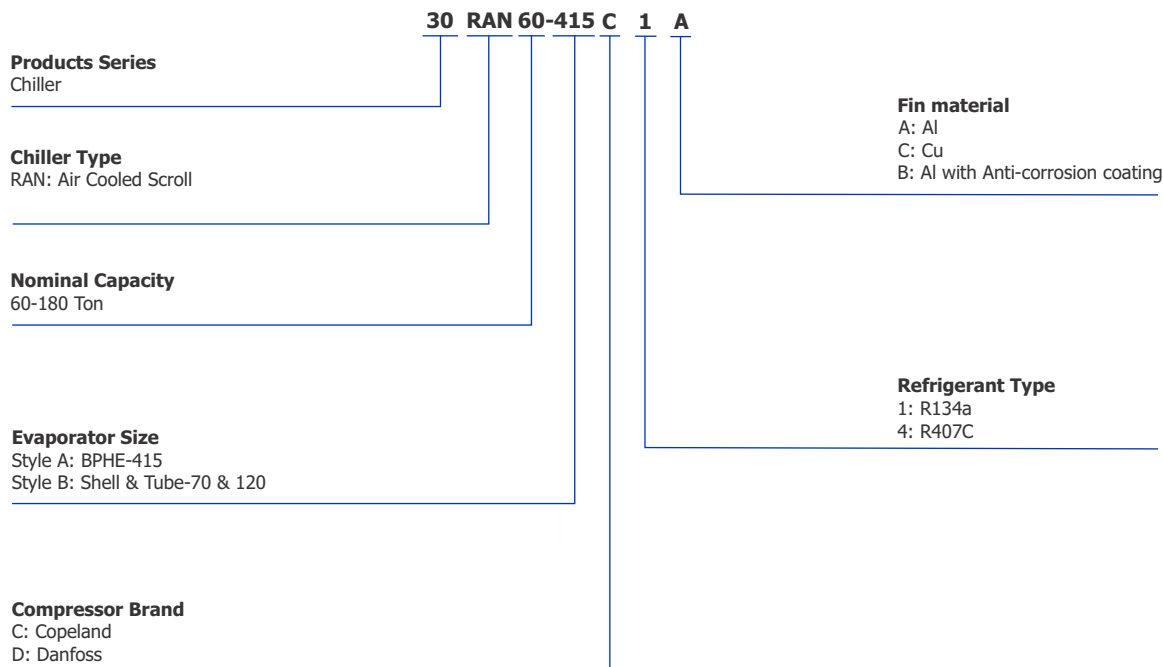 30 RAN 60-415 C 1 A
Products Series
Chiller
Chiller Type
RAN: Air Cooled Scroll
Nominal Capacity
60-180 Ton
Evaporator Size
Style A: BPHE-415
Style B: Shell & Tube-70 & 120
Compressor Brand
C: Copeland
D: Danfoss
Fin material
A: Al
C: Cu
B: Al with Anti-corrosion coating
Refrigerant Type
1: R134a
4: R407C